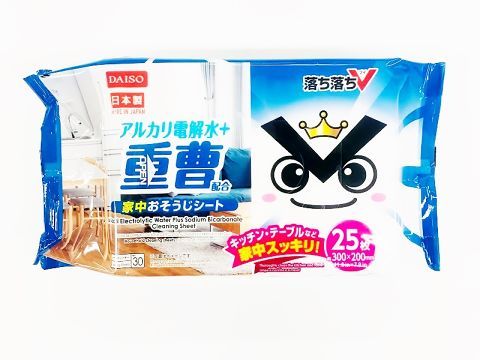 DAISO
日本製
MADE IN JAPAN
アルカリ電解水+
重曹
配合
OPEN
家中おそうじシート
Electrolytic Water Plus Sodium Bicarbonate
Cleaning Sheet
30
落ち落ちV
キッチン・テーブルなど
家中スッキリ!
25枚
300×200mm